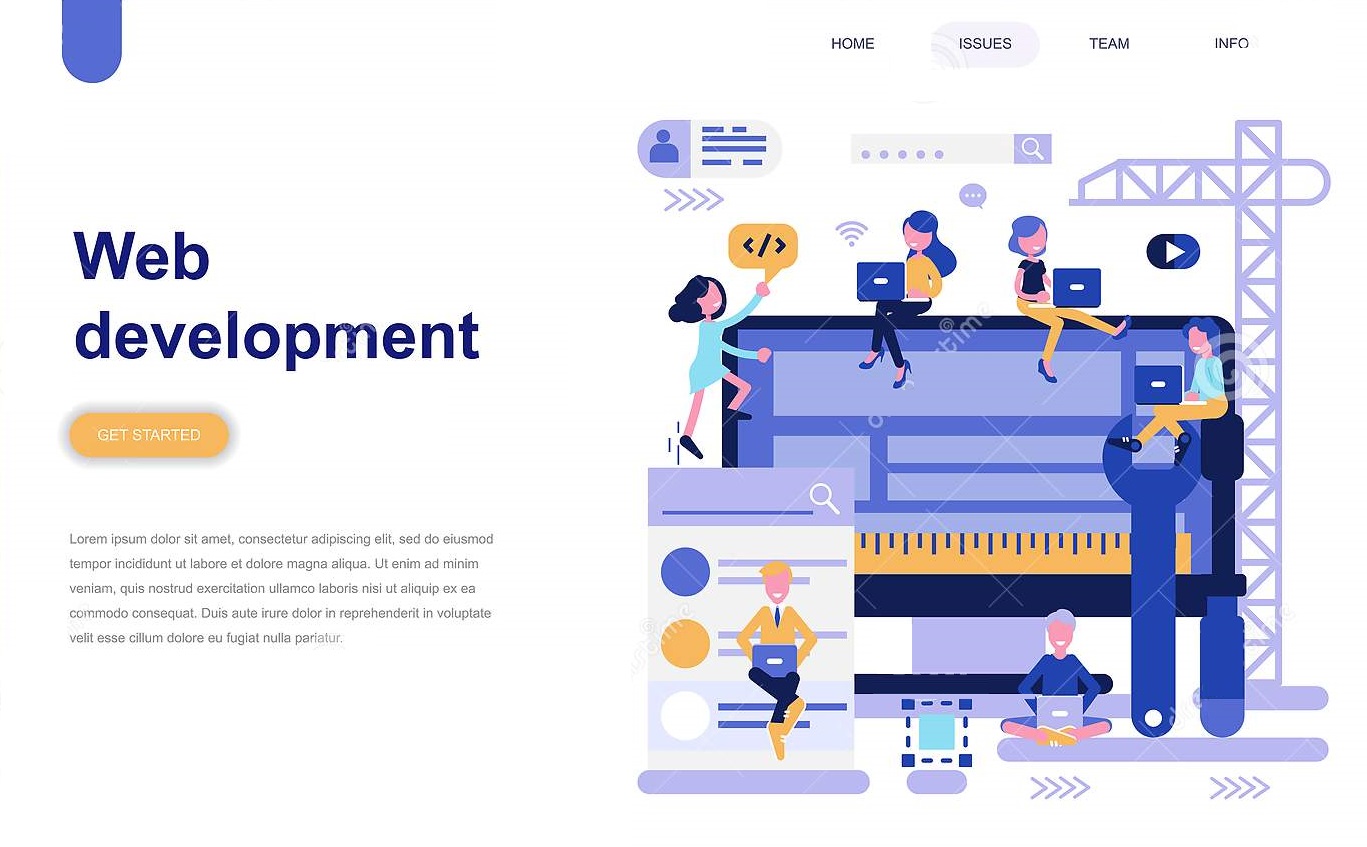 HOME ISSUES TEAM INFO
</>
Web
development
GET STARTED
Lorem ipsum dolor sit amet, consectetur adipiscing elit, sed do eiusmod
tempor incididunt ut labore et dolore magna aliqua. Ut enim ad minim
veniam, quis nostrud exercitation ullamco laboris nisi ut aliquip ex ea
commodo consequat. Duis aute irure dolor in reprehenderit in voluptate
velit esse cillum dolore eu fugiat nulla pariatur.